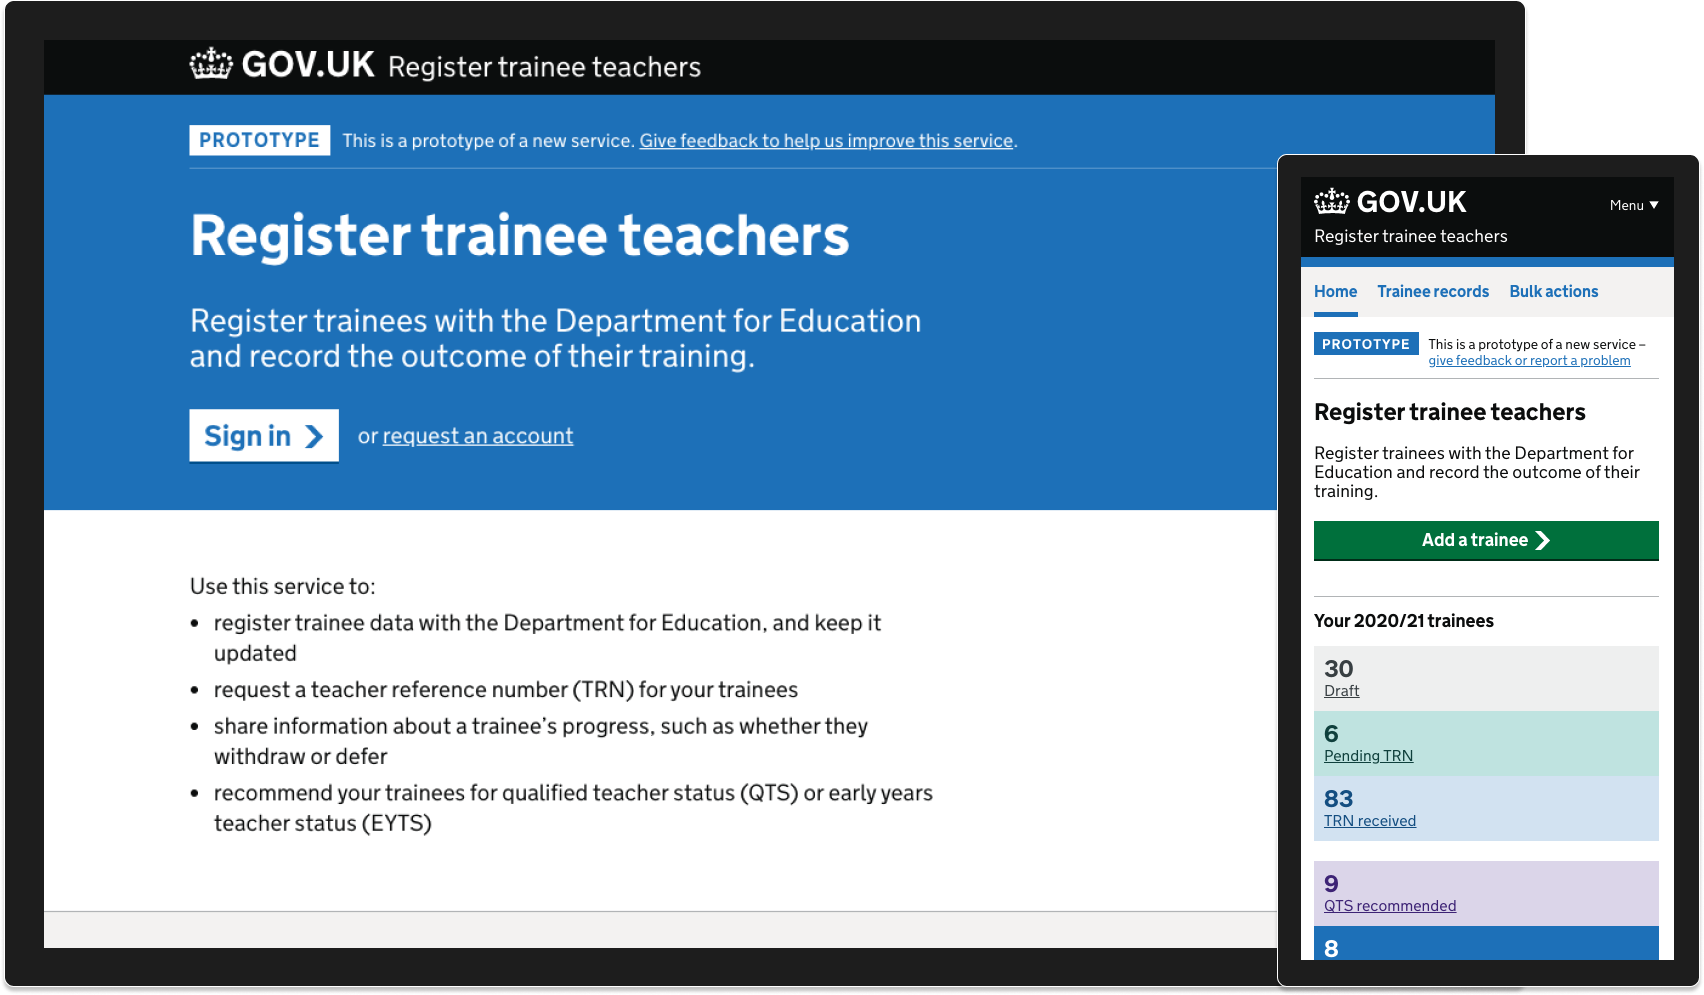 GOV.UK Register trainee teachers
PROTOTYPE This is a prototype of a new service. Give feedback to help us improve this service.
Register trainee teachers
Register trainees with the Department for Education
and record the outcome of their training.
Sign in or request an account
Use this service to:
• register trainee data with the Department for Education, and keep it
updated
• request a teacher reference number (TRN) for your trainees
• share information about a trainee’s progress, such as whether they
withdraw or defer
• recommend your trainees for qualified teacher status (QTS) or early years
teacher status (EYTS)
GOV.UK Menu ▼
Register trainee teachers
Home Trainee records Bulk actions
PROTOTYPE This is a prototype of a new service –
give feedback or report a problem
Register trainee teachers
Register trainees with the Department for
Education and record the outcome of their
training.
Add a trainee
Your 2020/21 trainees
30
Draft
6
Pending TRN
83
TRN received
9
QTS recommended
8